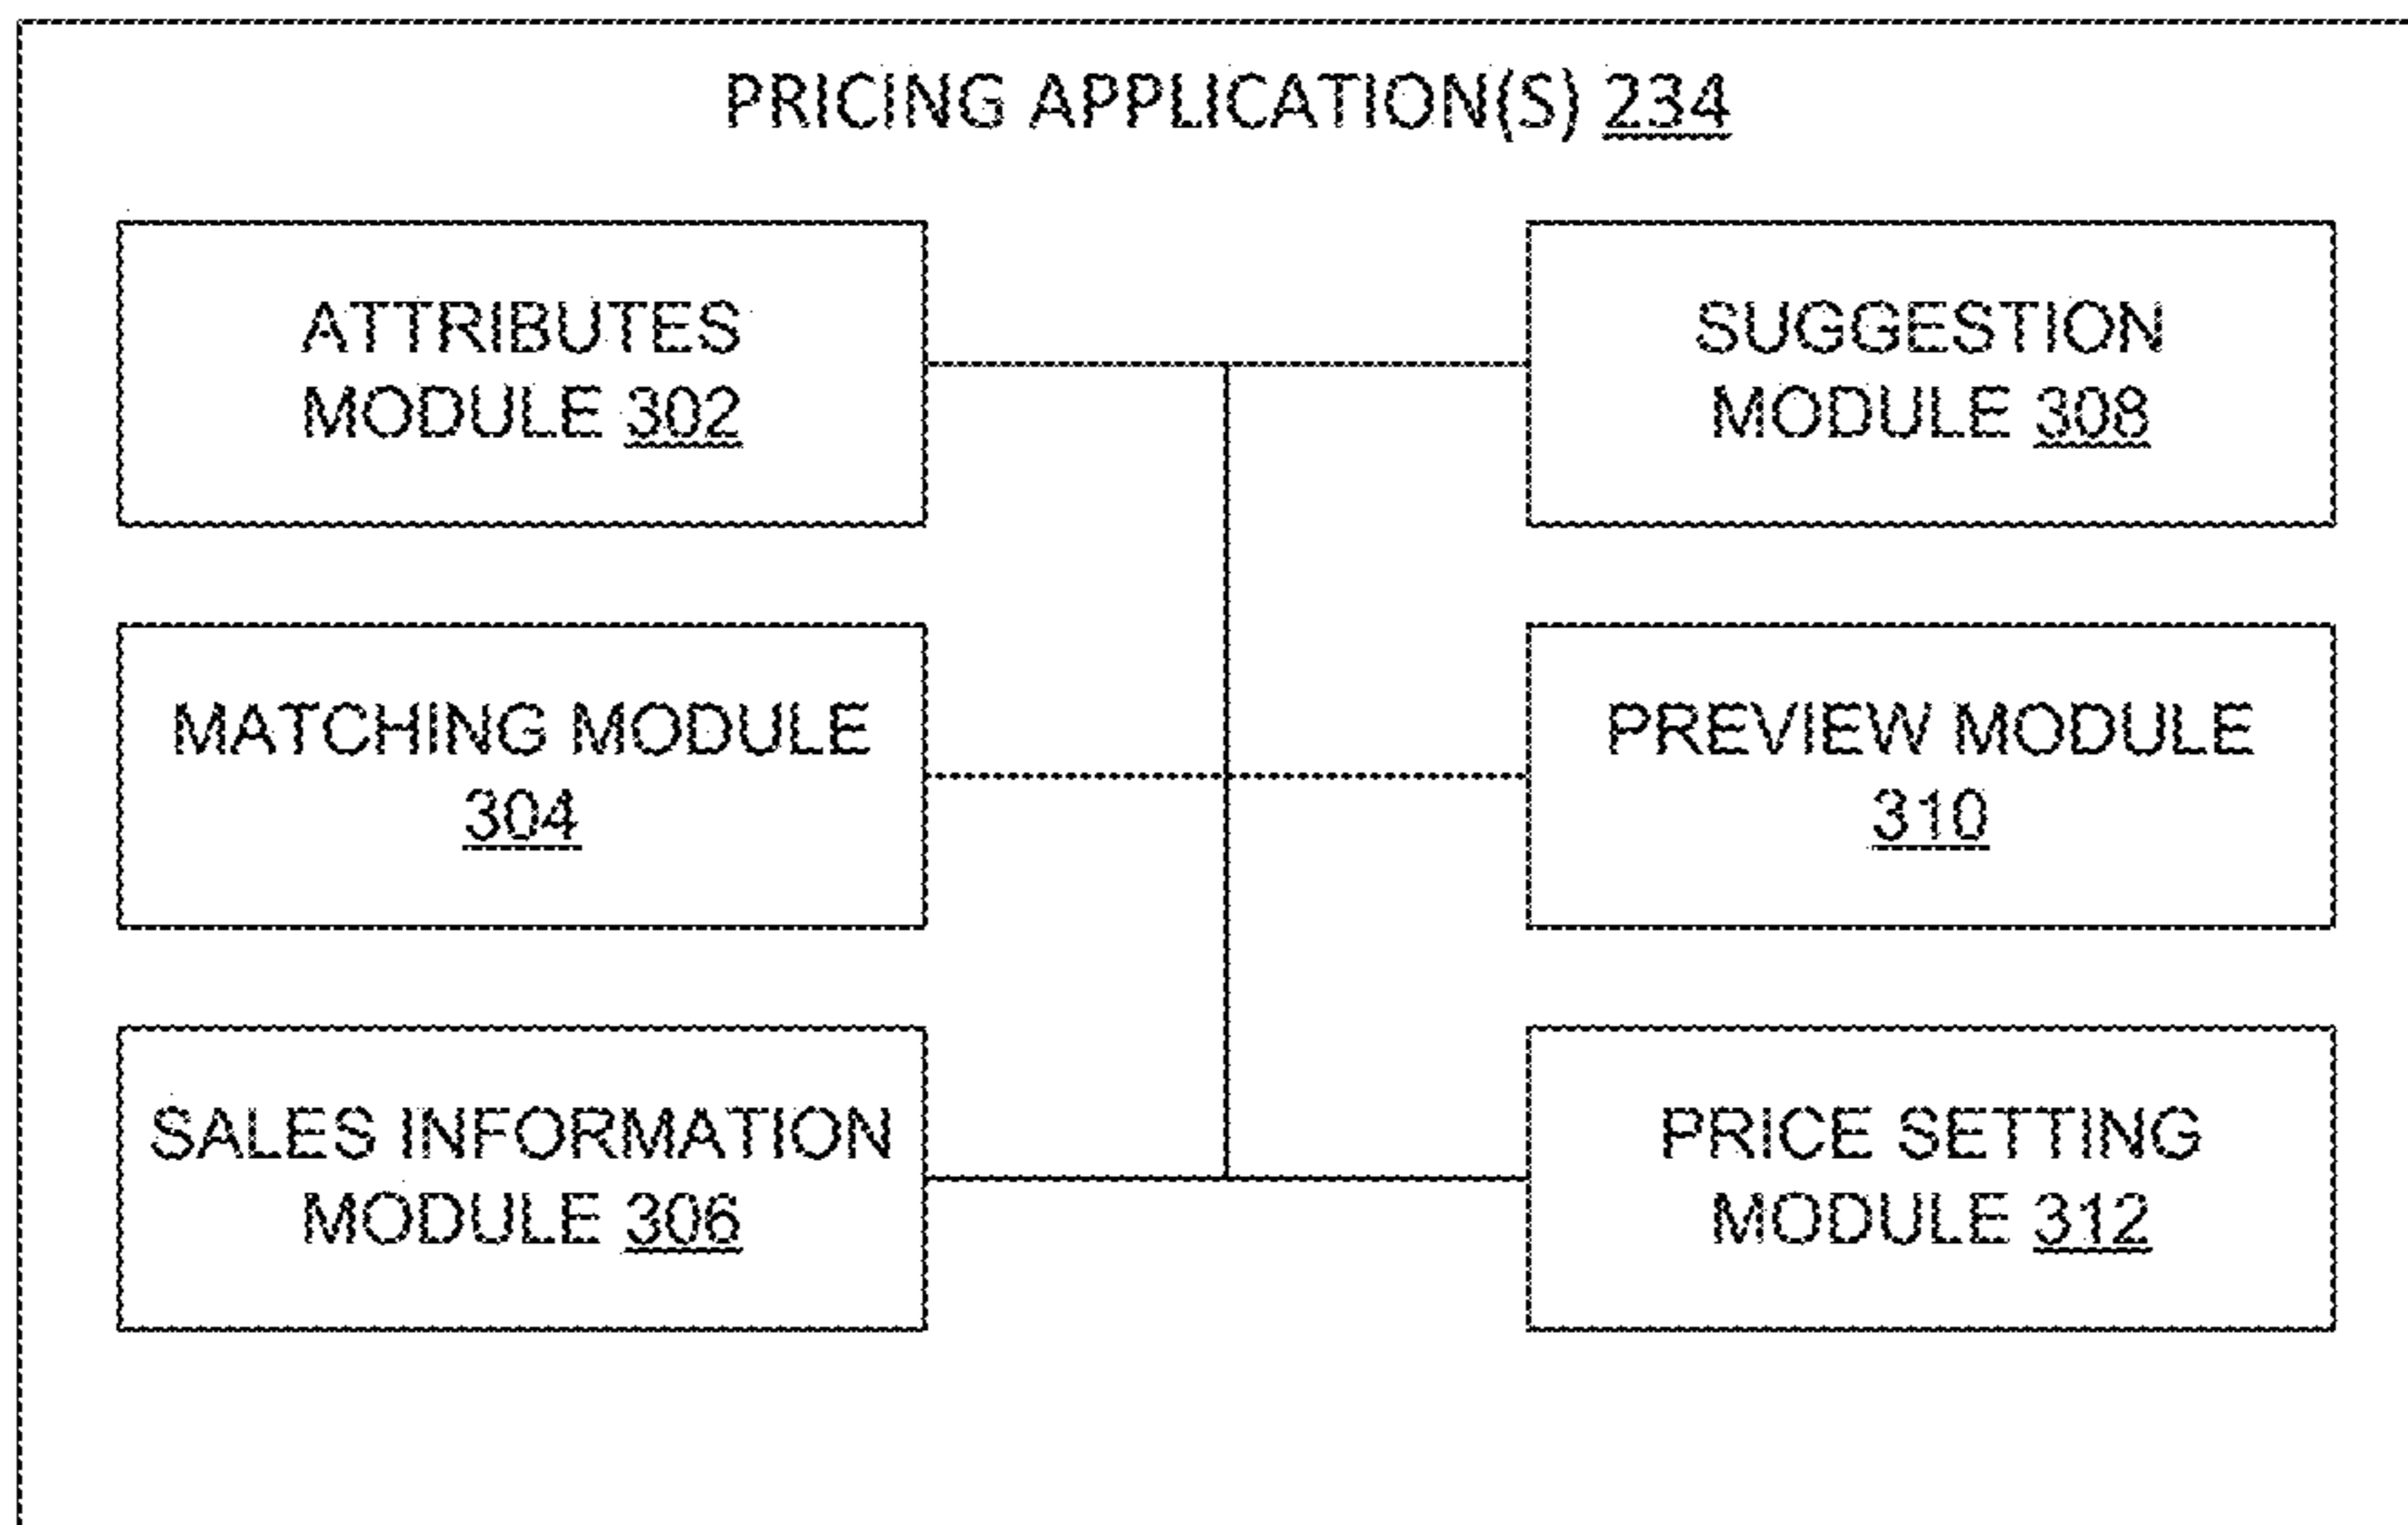 PRICING APPLICATION(S) 234
ATTRIBUTES
MODULE 302
SUGGESTION
MODULE 308
MATCHING MODULE
304
PREVIEW MODULE
310
SALES INFORMATION
MODULE 306
PRICE SETTING
MODULE 312